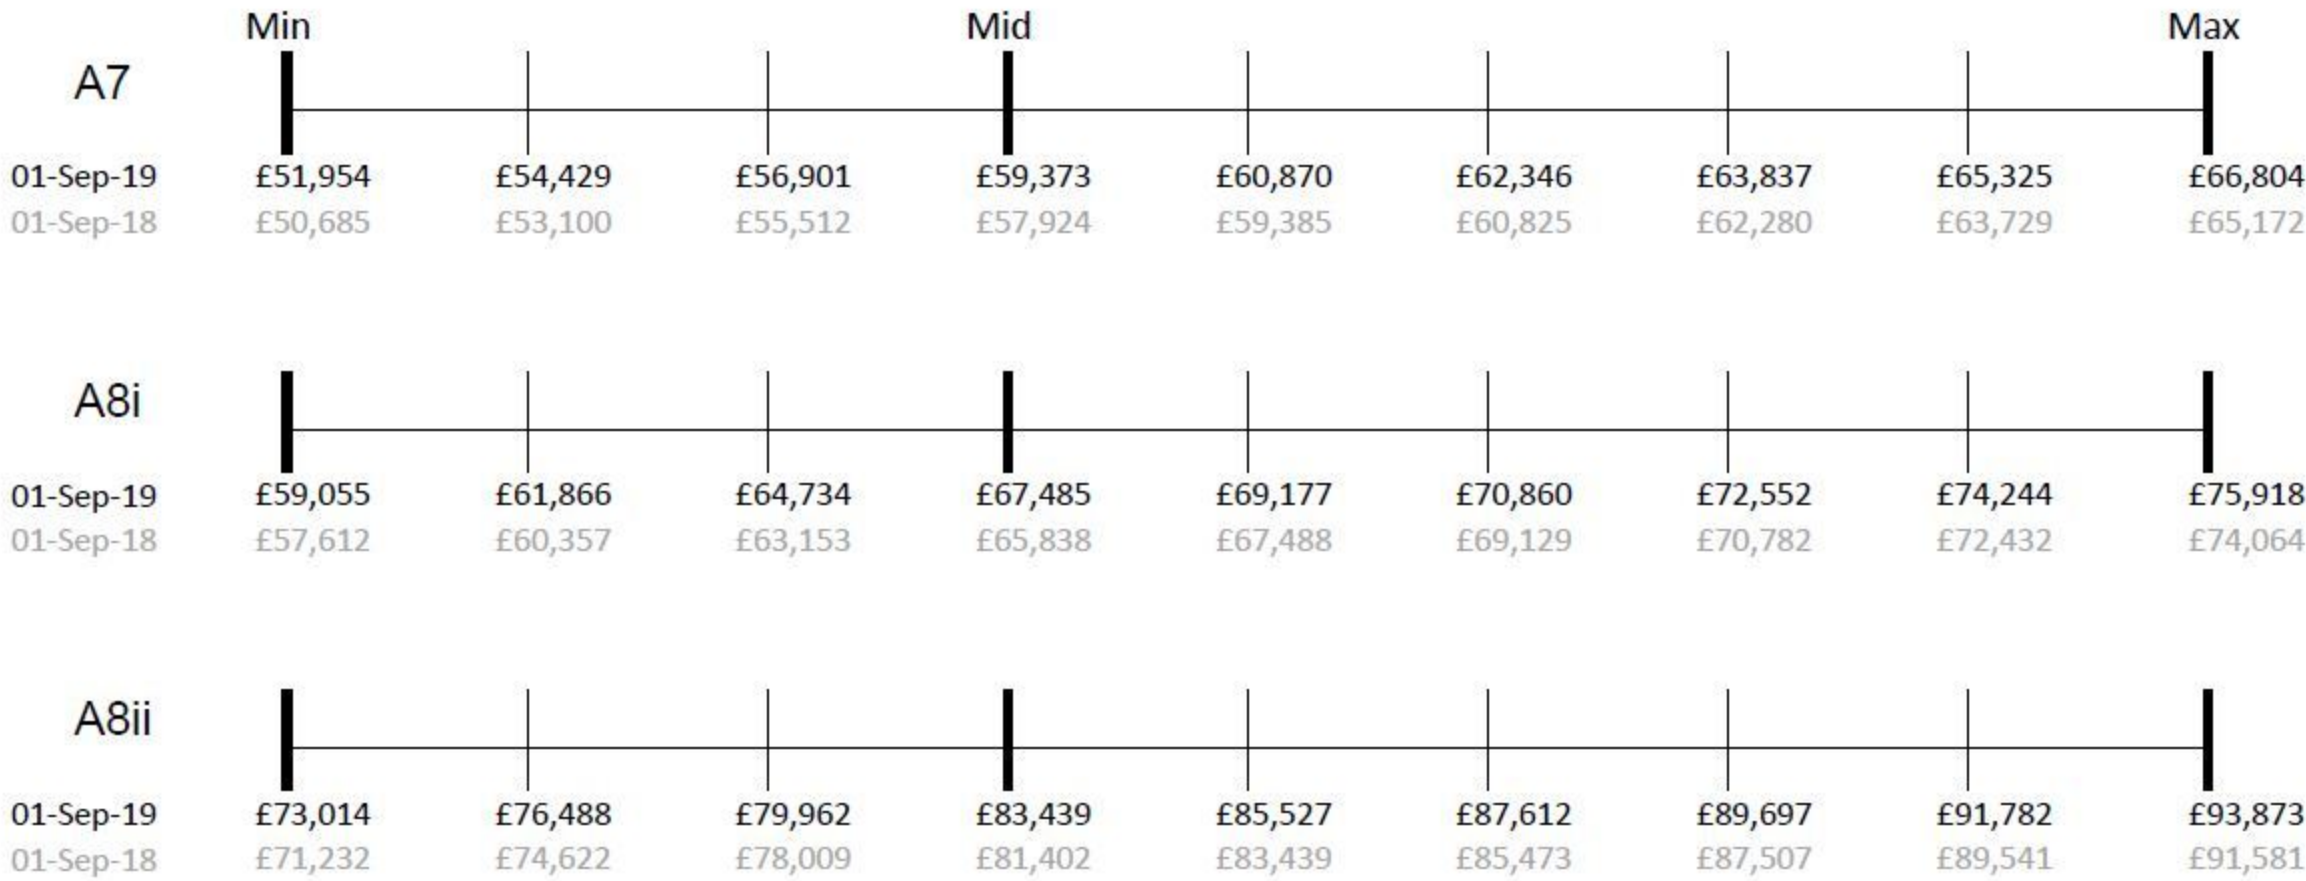 Min Mid Max
A7
01-Sep-19 £51,954 £54,429 £56,901 £59,373 £60,870 £62,346 £63,837 £65,325 £66,804
01-Sep-18 £50,685 £53,100 £55,512 £57,924 £59,385 £60,825 £62,280 £63,729 £65,172
A8i
01-Sep-19 £59,055 £61,866 £64,734 £67,485 £69,177 £70,860 £72,552 £74,244 £75,918
01-Sep-18 £57,612 £60,357 £63,153 £65,838 £67,488 £69,129 £70,782 £72,432 £74,064
A8ii
01-Sep-19 £73,014 £76,488 £79,962 £83,439 £85,527 £87,612 £89,697 £91,782 £93,873
01-Sep-18 £71,232 £74,622 £78,009 £81,402 £83,439 £85,473 £87,507 £89,541 £91,581